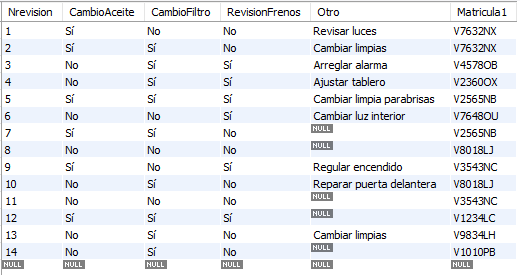 Nrevision CambioAceite CambioFiltro RevisionFrenos Otro Matricula1
1 Sí No No Revisar luces V7632NX
2 Sí Sí No Cambiar limpias V7632NX
3 No Sí Sí Arreglar alarma V4578OB
4 No Sí Sí Ajustar tablero V2360OX
5 Sí Sí Sí Cambiar limpia parabrisas V2565NB
6 No No Sí Cambiar luz interior V7648OU
7 Sí Sí No NULL V2565NB
8 No No No NULL V8018LJ
9 Sí No Sí Regular encendido V3543NC
10 No Sí No Reparar puerta delantera V8018LJ
11 No No No NULL V3543NC
12 Sí Sí Sí NULL V1234LC
13 No No No Cambiar limpias V9834LH
14 No Sí No NULL V1010PB
NULL NULL NULL NULL NULL NULL